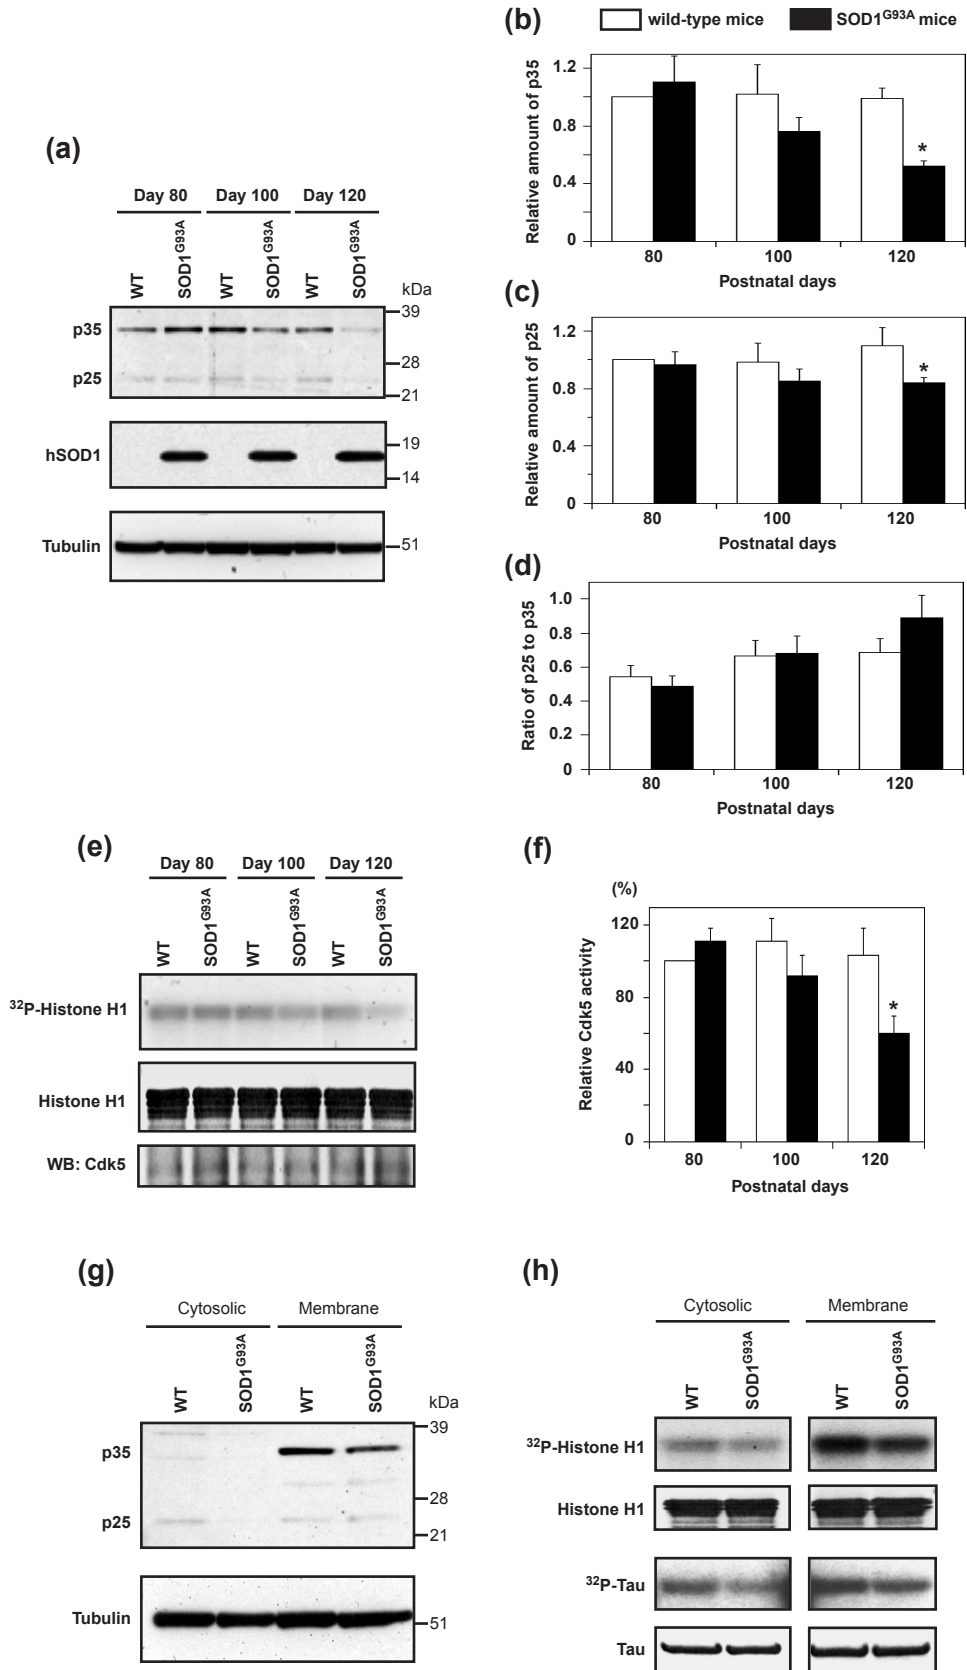 (a)
Day 80 Day 100 Day 120
WT SOD1G93A WT SOD1G93A WT SOD1G93A
kDa
39
p35
28
p25
21
hSOD1
19
14
Tubulin
51
(b)
wild-type mice SOD1G93A mice
Relative amount of p35
1.2
0.8
0.4
0
*
80 100 120
Postnatal days
(c)
Relative amount of p25
1.2
0.8
0.4
0
*
80 100 120
Postnatal days
(d)
Ratio of p25 to p35
1.0
0.8
0.6
0.4
0.2
0
80 100 120
Postnatal days
(e)
Day 80 Day 100 Day 120
WT SOD1G93A WT SOD1G93A WT SOD1G93A
32P-Histone H1
Histone H1
WB: Cdk5
(f)
(%)
Relative Cdk5 activity
120
80
40
0
*
80 100 120
Postnatal days
(g)
Cytosolic Membrane
WT SOD1G93A WT SOD1G93A
kDa
39
p35
28
p25
21
Tubulin
51
(h)
Cytosolic Membrane
WT SOD1G93A WT SOD1G93A
32P-Histone H1
Histone H1
32P-Tau
Tau